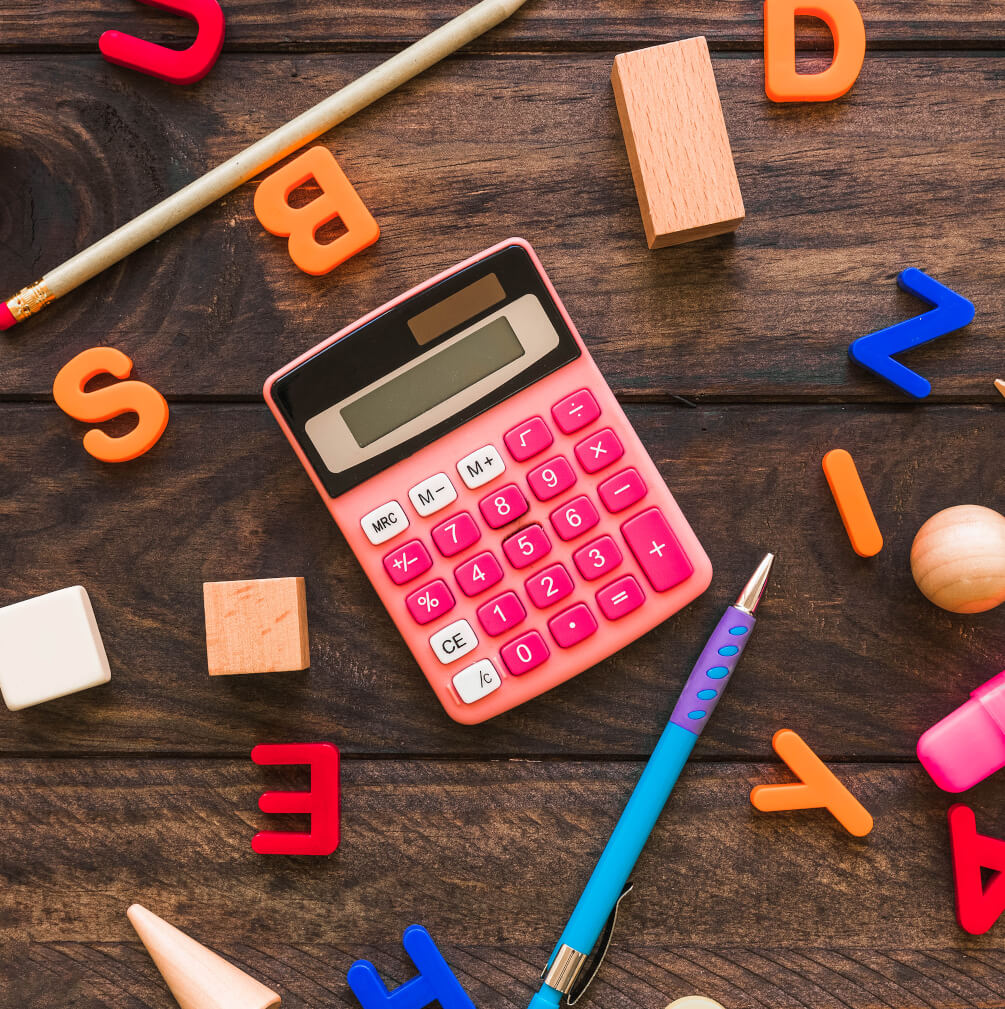 D
B
Z
S
MRC M− M+ √ ÷
+/− 7 8 9 ×
% 4 5 6 −
CE 1 2 3 +
/C 0 . =
I
E
Y
A